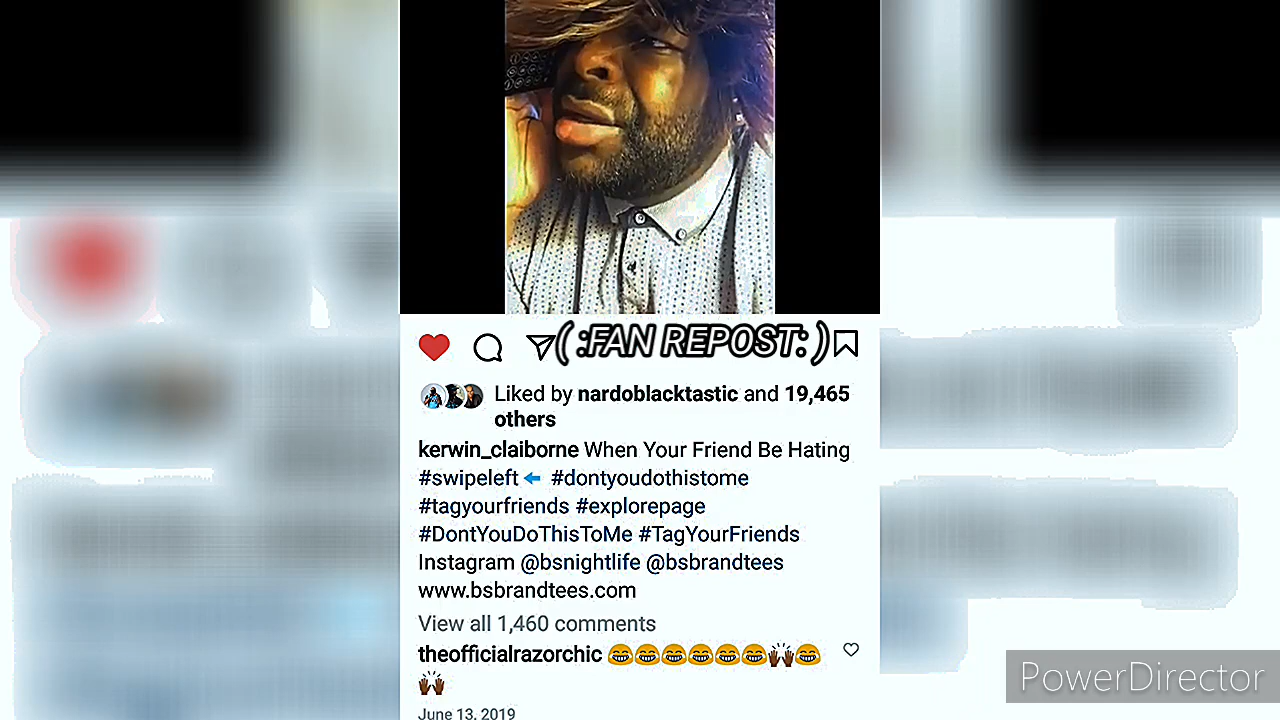 ( :FAN REPOST: )
Liked by nardoblacktastic and 19,465
others
kerwin_claiborne When Your Friend Be Hating
#swipeleft⬅ #dontyoudothistome
#tagyourfriends #explorepage
#DontYouDoThisToMe #TagYourFriends
Instagram @bsnightlife @bsbrandtees
www.bsbrandtees.com
View all 1,460 comments
theofficialrazorchic 😂😂😂😂😂😂🙌🏿😂
🙌🏿
June 13, 2019
PowerDirector